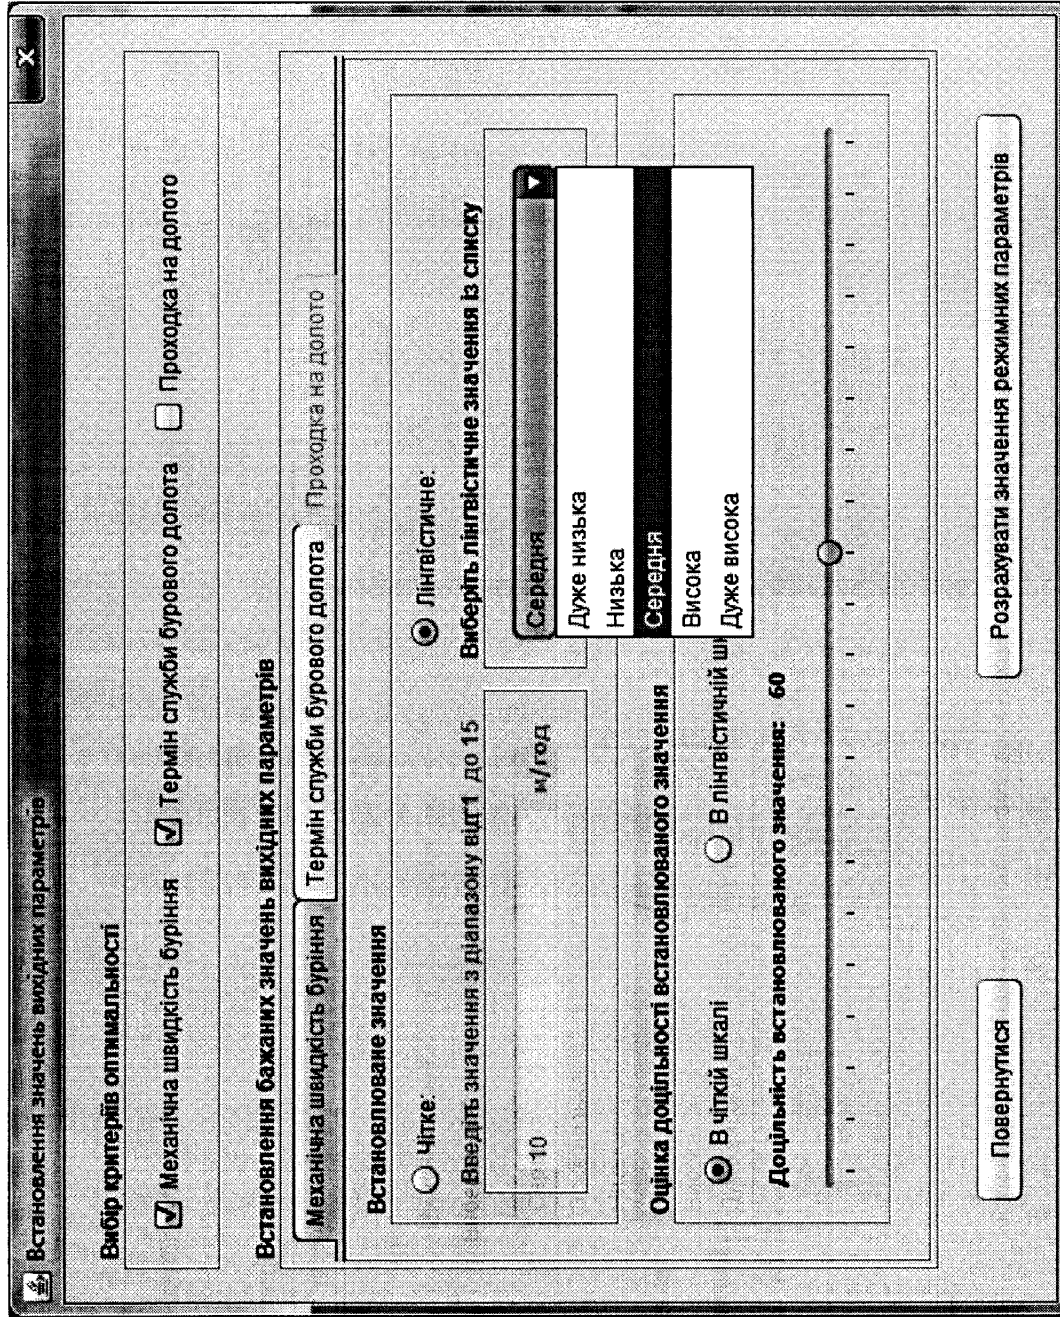 Встановлення значень вихідних параметрів
X
Вибір критеріїв оптимальності
Механічна швидкість буріння
Термін служби бурового долота
Проходка на долото
Встановлення бажаних значень вихідних параметрів
Механічна швидкість буріння
Термін служби бурового долота
Проходка на долото
Встановлюване значення
Чітке:
Лінгвістичне:
Введіть значення з діапазону від 1 до 15
Виберіть лінгвістичне значення із списку
10
м/год
Середня
Дуже низька
Низька
Середня
Висока
Дуже висока
Оцінка доцільності встановлюваного значення
В чіткій шкалі
В лінгвістичній шк
Доцільність встановлюваного значення: 60
Повернутися
Розрахувати значення режимних параметрів